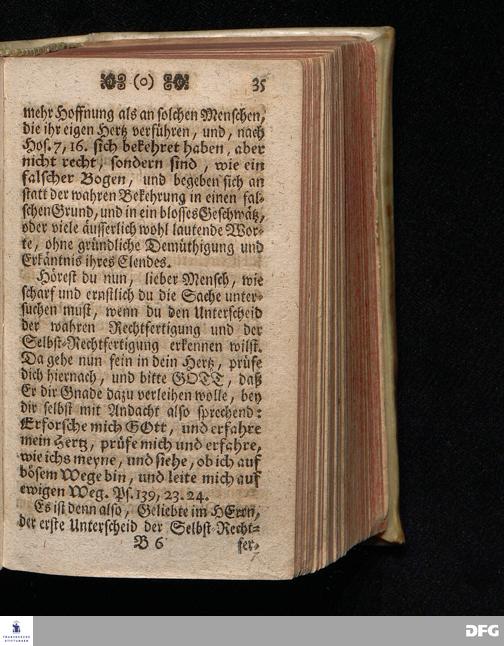 (o) 35
mehr Hoffnung als an solchen Menschen,
die ihr eigen Hertz verführen, und, nach
Hos. 7, 16. sich bekehret haben, aber
nicht recht, sondern sind, wie ein
falscher Bogen, und begeben sich an
statt der wahren Bekehrung in einen fal-
schen Grund, und in ein blosses Geschwätz,
oder viele äusserlich wohl lautende Wor-
te, ohne gründliche Demüthigung und
Erkäntnis ihres Elendes.
Hörest du nun, lieber Mensch, wie
scharf und ernstlich du die Sache unter-
suchen must, wenn du den Unterscheid
der wahren Rechtfertigung und der
Selbst-Rechtfertigung erkennen wilst.
Da gehe nun fein in dein Hertz, prüfe
dich hiernach, und bitte GOTT, daß
Er dir Gnade dazu verleihen wolle, bey
dir selbst mit Andacht also sprechend:
Erforsche mich GOtt, und erfahre
mein Hertz, prüfe mich und erfahre,
wie ichs meyne, und siehe, ob ich auf
bösem Wege bin, und leite mich auf
ewigen Weg. Ps. 139, 23. 24.
Es ist denn also, Geliebte im HErrn,
der erste Unterscheid der Selbst-Recht-
B 6 fer-
FRANCKESCHE
STIFTUNGEN
DFG